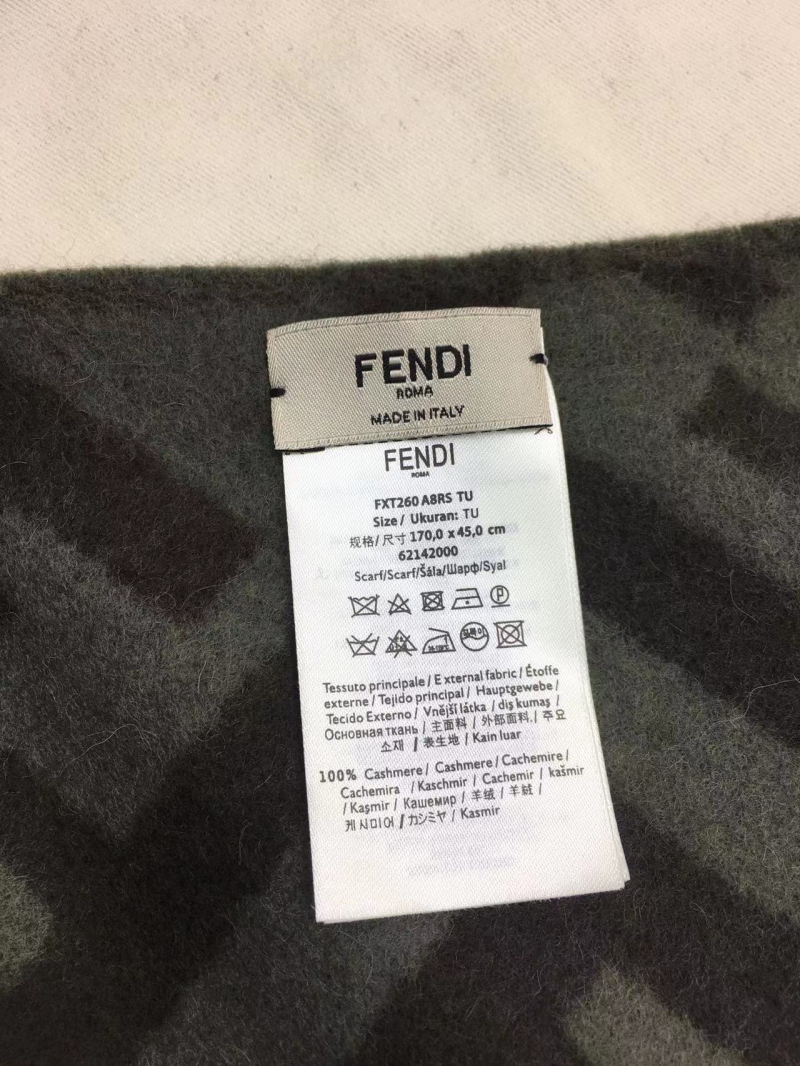 FENDI
ROMA
MADE IN ITALY
FENDI
ROMA
FXT260 A8RS TU
Size/ Ukuran: TU
规格/尺寸 170,0 x 45,0 cm
62142000
Scarf/Scarf/Šála/Шарф/Syal
Tessuto principale/ External fabric/ Étoffe
externe/ Tejido principal/ Hauptgewebe/
Tecido Externo/ Vnější látka / diş kumaş /
Основная ткань / 主面料 / 外部面料/ 주요
소재 / 表生地/ Kain luar
100% Cashmere/ Cashmere/ Cachemire/
Cachemira /Kaschmir/ Cachemir/ kašmir
/Kaşmir/ Кашемир/ 羊绒/ 羊絨/
케시미어/ カシミヤ/ Kasmir